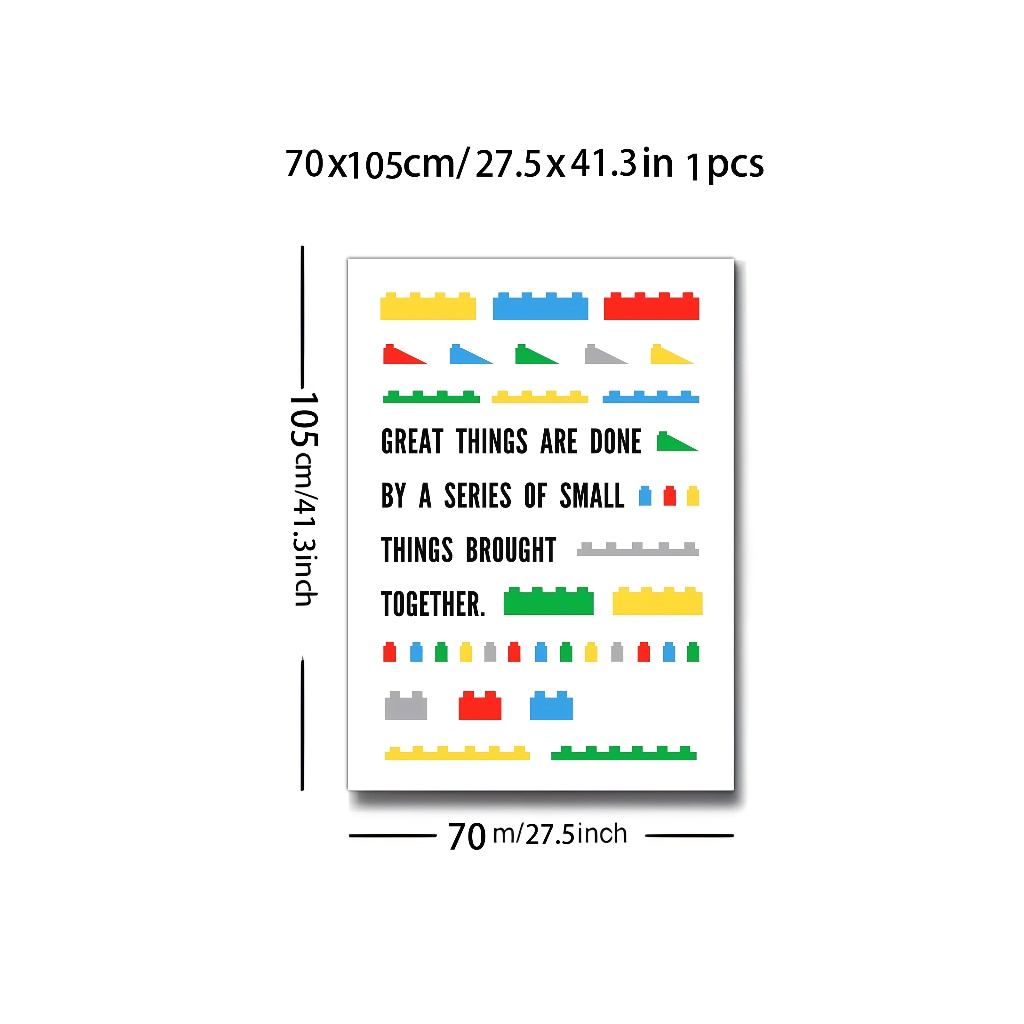 70x105cm/27.5x41.3in 1pcs
GREAT THINGS ARE DONE
BY A SERIES OF SMALL
THINGS BROUGHT
TOGETHER.
105cm/41.3inch
70 m/27.5inch